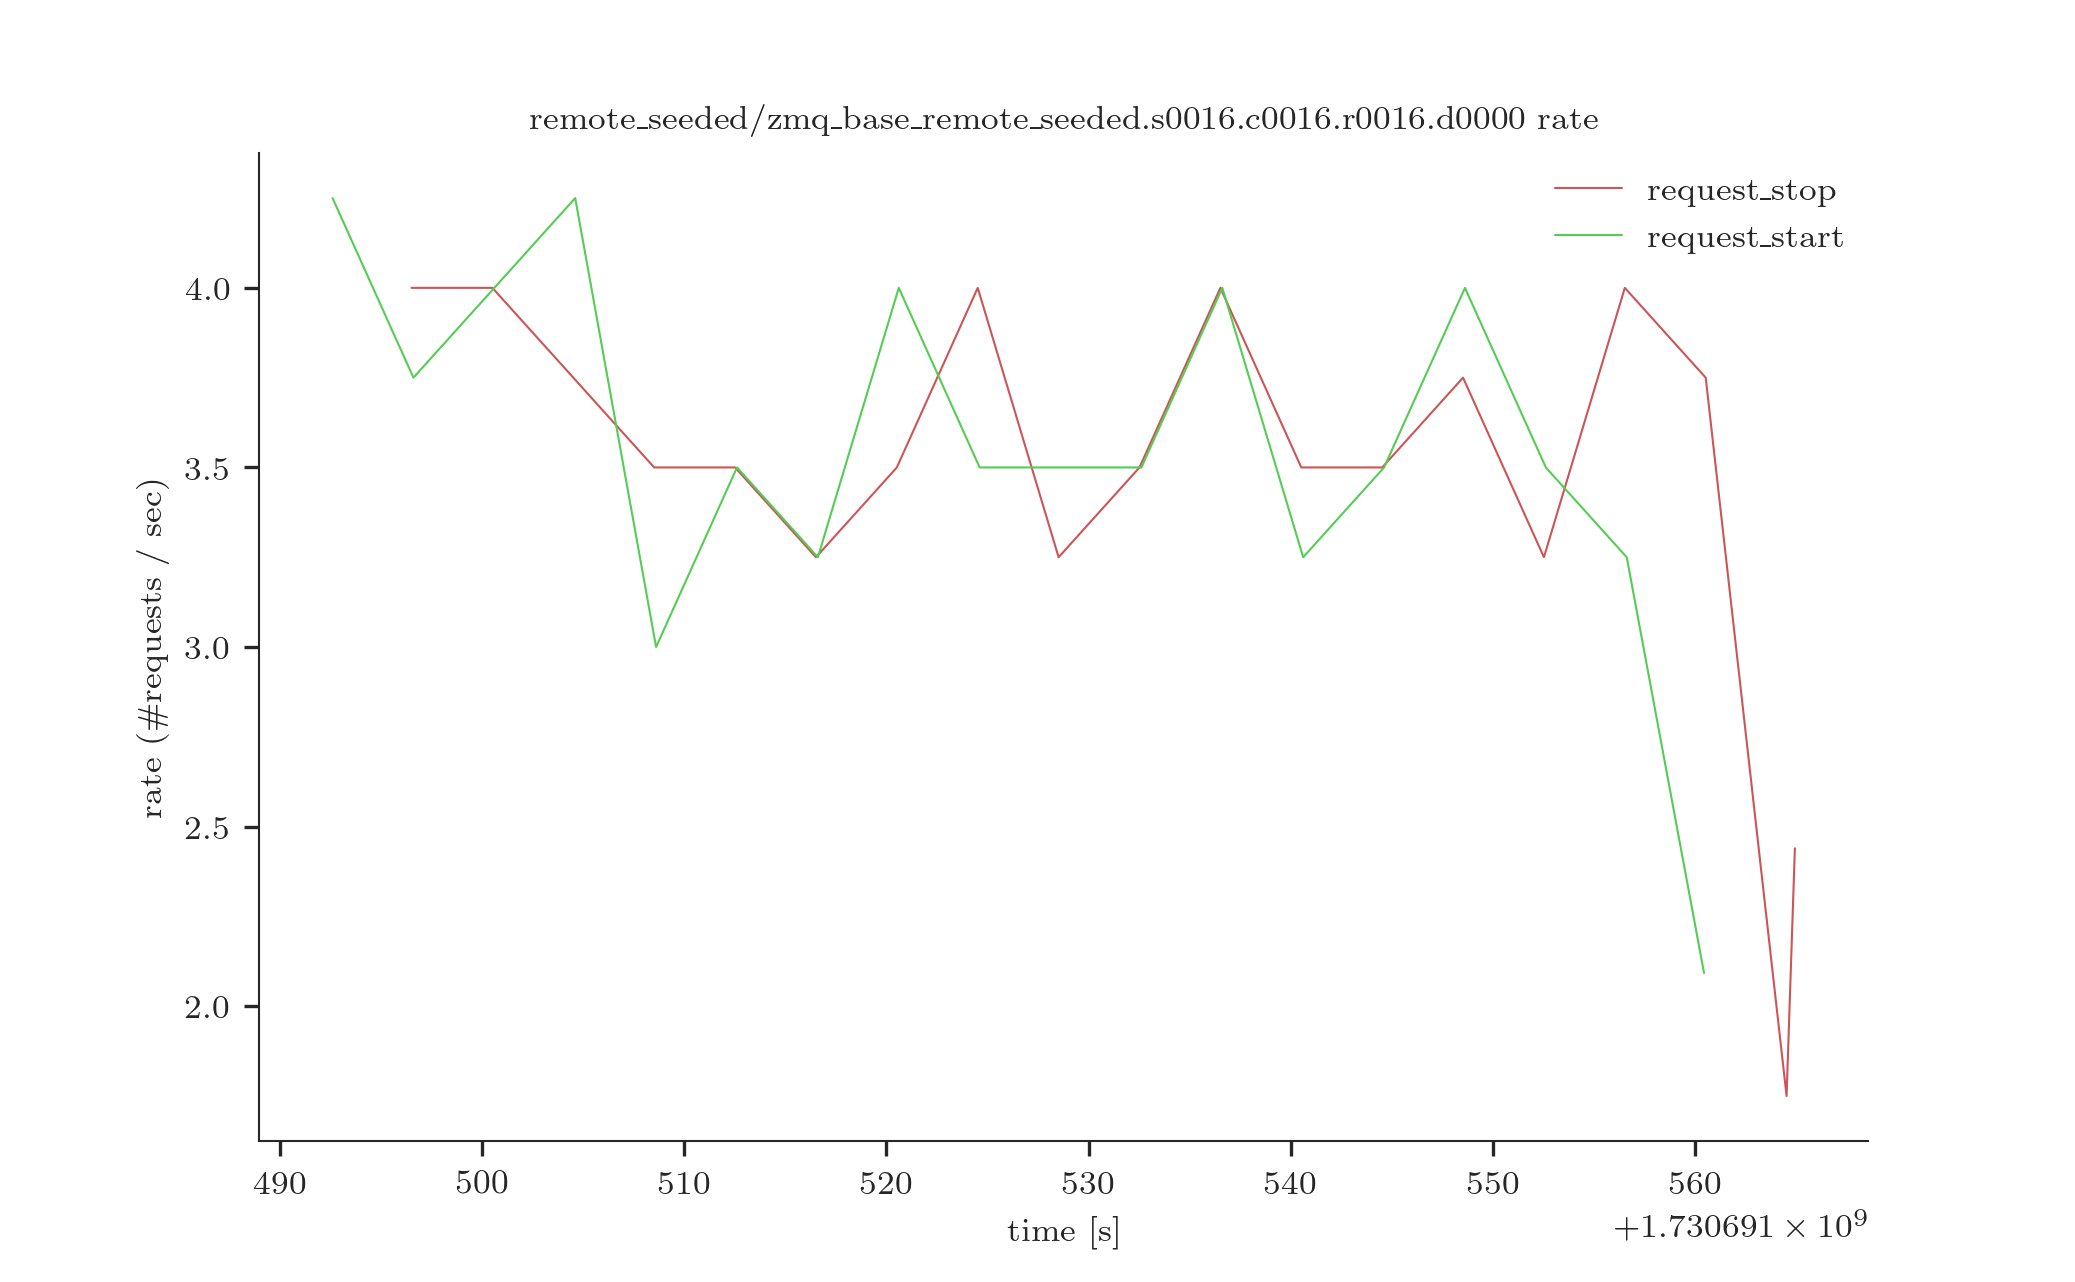 remote_seeded/zmq_base_remote_seeded.s0016.c0016.r0016.d0000 rate
request_stop
request_start
4.0
3.5
3.0
2.5
2.0
rate (#requests / sec)
490 500 510 520 530 540 550 560
time [s]
+1.730691 × 10⁹